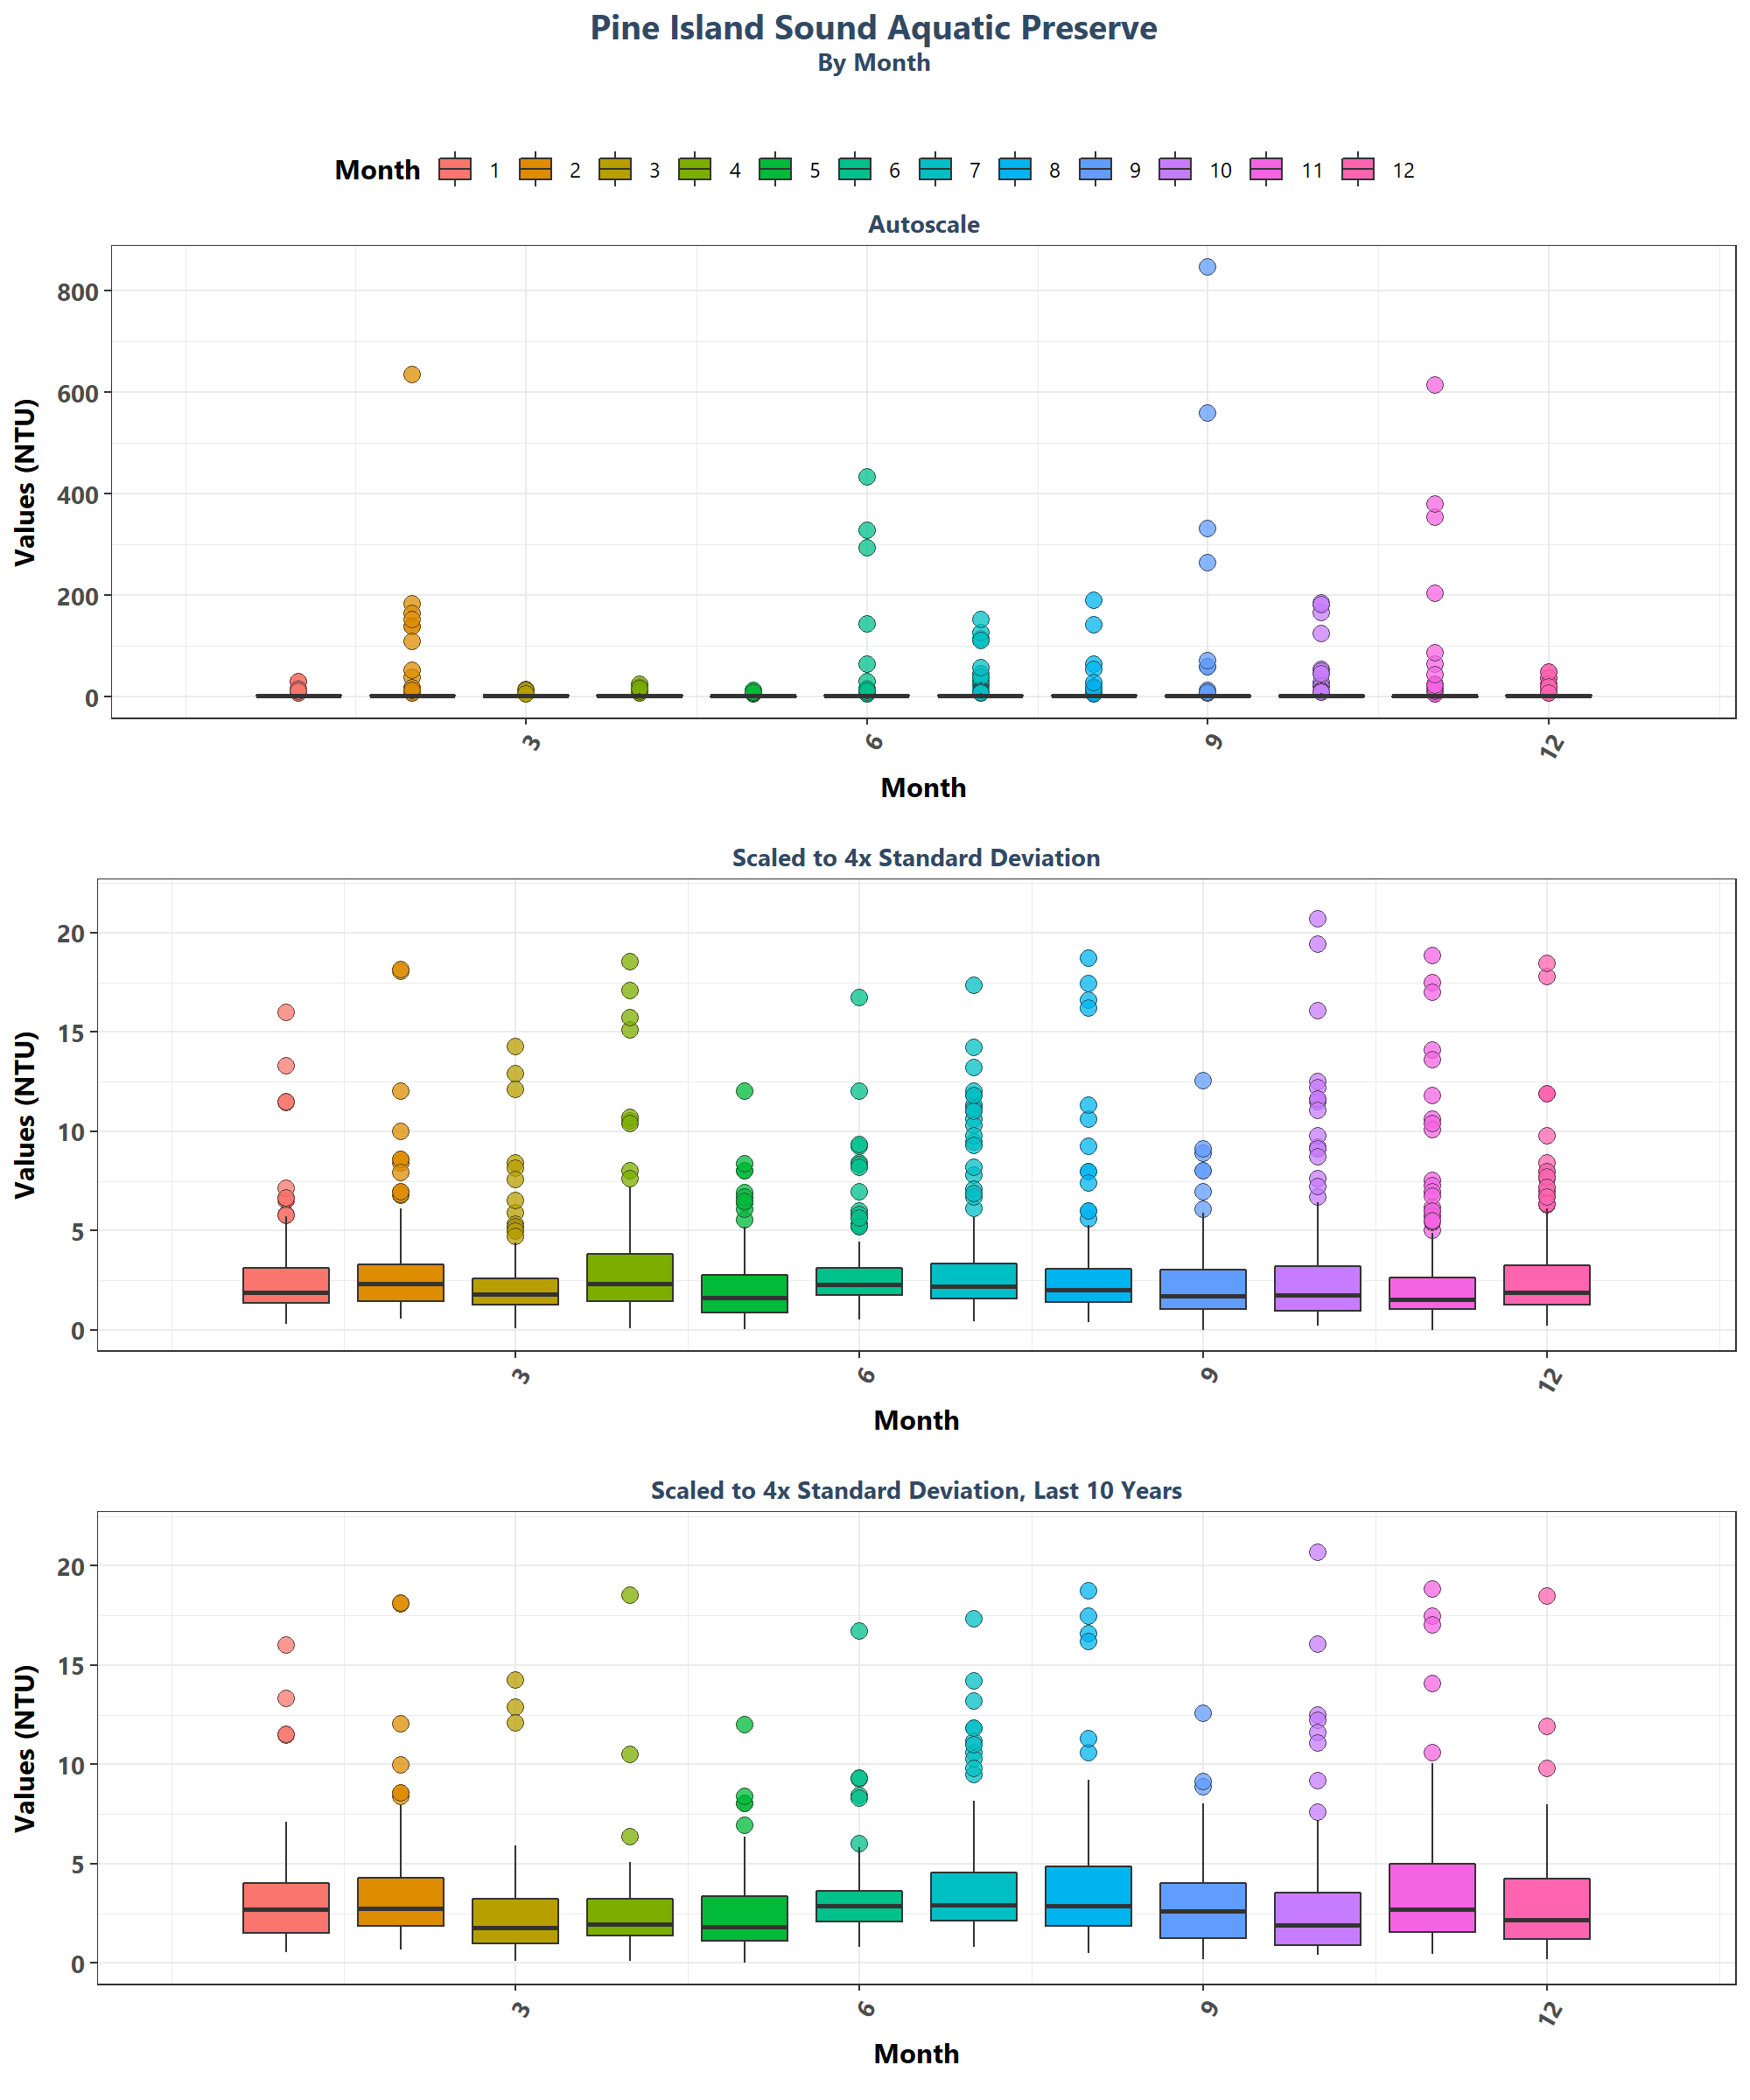 Pine Island Sound Aquatic Preserve
By Month
Month 1 2 3 4 5 6 7 8 9 10 11 12
Autoscale
Values (NTU)
800
600
400
200
0
3 6 9 12
Month
Scaled to 4x Standard Deviation
Values (NTU)
20
15
10
5
0
3 6 9 12
Month
Scaled to 4x Standard Deviation, Last 10 Years
Values (NTU)
20
15
10
5
0
3 6 9 12
Month